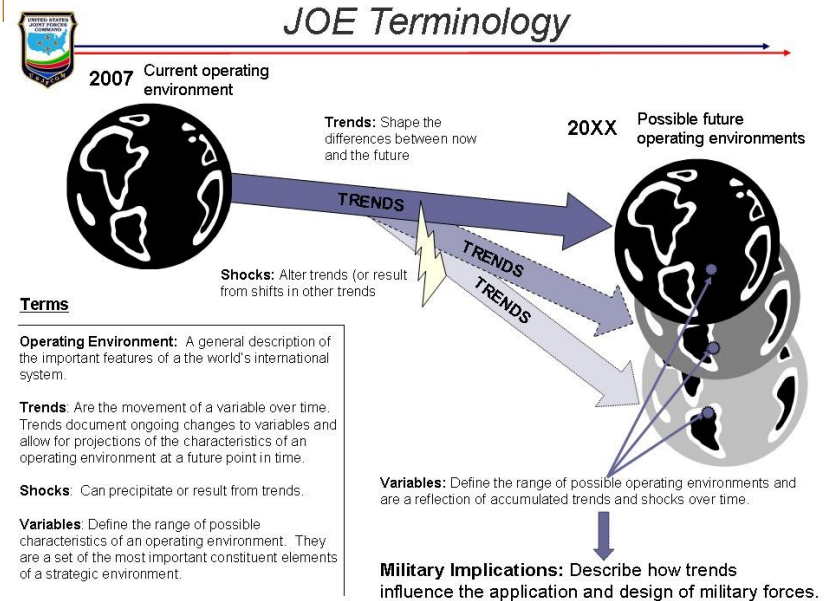 JOE Terminology
UNITED STATES
JOINT FORCES
COMMAND
USJFCOM
2007 Current operating
environment
Trends: Shape the
differences between now
and the future
20XX Possible future
operating environments
TRENDS
TRENDS
TRENDS
Shocks: Alter trends (or result
from shifts in other trends
Terms
Operating Environment: A general description of
the important features of a the world's international
system.
Trends: Are the movement of a variable over time.
Trends document ongoing changes to variables and
allow for projections of the characteristics of an
operating environment at a future point in time.
Shocks: Can precipitate or result from trends.
Variables: Define the range of possible
characteristics of an operating environment. They
are a set of the most important constituent elements
of a strategic environment.
Variables: Define the range of possible operating environments and
are a reflection of accumulated trends and shocks over time.
Military Implications: Describe how trends
influence the application and design of military forces.